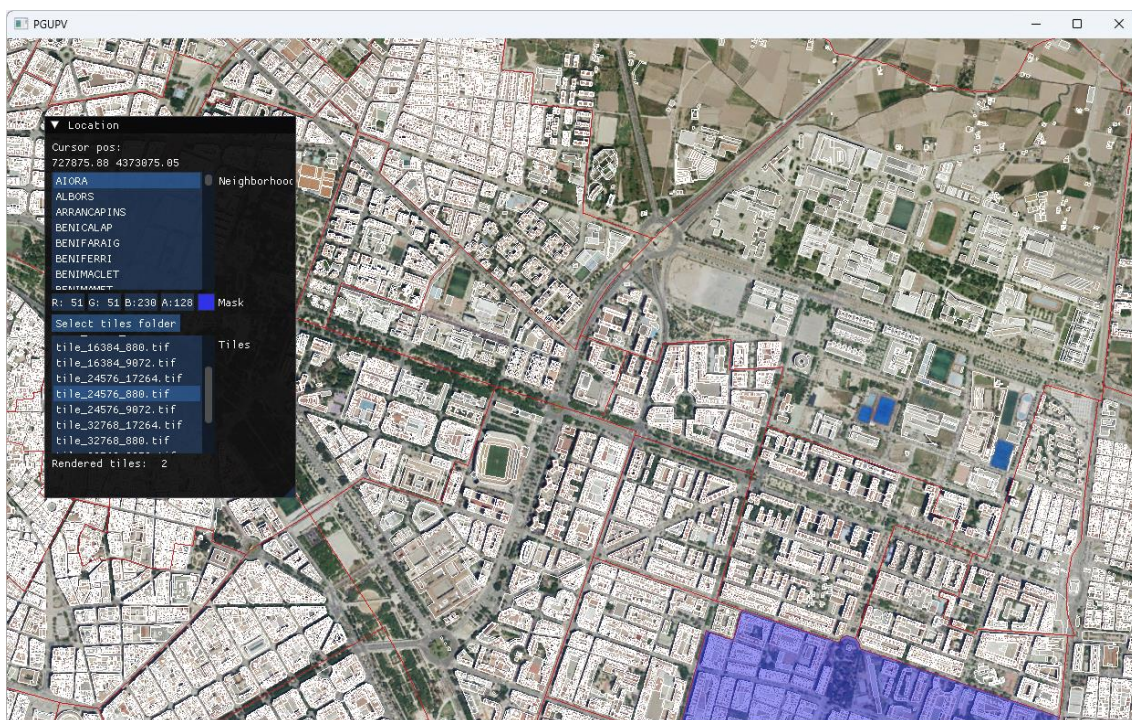 PGUPV
▼ Location
Cursor pos:
727875.88 4373075.05
AIORA
Neighborhood
ALBORS
ARRANCAPINS
BENICALAP
BENIFARAIG
BENIFERRI
BENIMACLET
BENIMAMET
R: 51 G: 51 B:230 A:128 Mask
Select tiles folder
Tiles
tile_16384_880.tif
tile_16384_9072.tif
tile_24576_17264.tif
tile_24576_880.tif
tile_24576_9072.tif
tile_32768_17264.tif
tile_32768_880.tif
Rendered tiles: 2